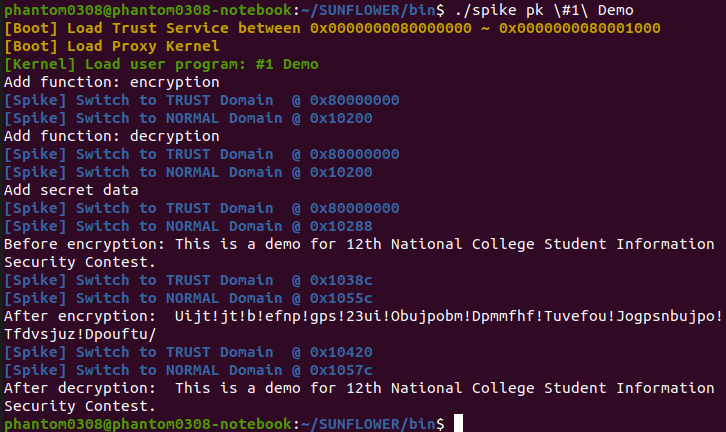 phantom0308@phantom0308-notebook:~/SUNFLOWER/bin$ ./spike pk \#1\ Demo
[Boot] Load Trust Service between 0x0000000080000000 ~ 0x0000000080001000
[Boot] Load Proxy Kernel
[Kernel] Load user program: #1 Demo
Add function: encryption
[Spike] Switch to TRUST Domain  @ 0x80000000
[Spike] Switch to NORMAL Domain @ 0x10200
Add function: decryption
[Spike] Switch to TRUST Domain  @ 0x80000000
[Spike] Switch to NORMAL Domain @ 0x10200
Add secret data
[Spike] Switch to TRUST Domain  @ 0x80000000
[Spike] Switch to NORMAL Domain @ 0x10288
Before encryption: This is a demo for 12th National College Student Information
Security Contest.
[Spike] Switch to TRUST Domain  @ 0x1038c
[Spike] Switch to NORMAL Domain @ 0x1055c
After encryption:  Uijt!jt!b!efnp!gps!23ui!Obujpobm!Dpmmfhf!Tuvefou!Jogpsnbujpo!
Tfdvsjuz!Dpouftu/
[Spike] Switch to TRUST Domain  @ 0x10420
[Spike] Switch to NORMAL Domain @ 0x1057c
After decryption:  This is a demo for 12th National College Student Information
Security Contest.
phantom0308@phantom0308-notebook:~/SUNFLOWER/bin$